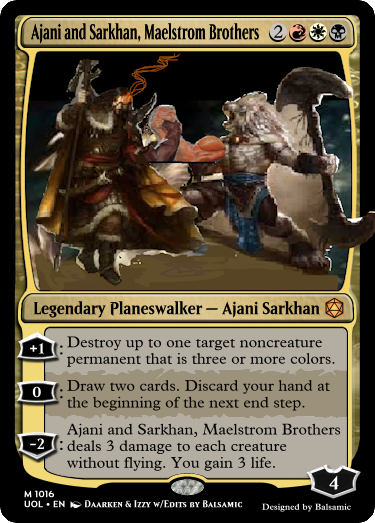 Ajani and Sarkhan, Maelstrom Brothers 2
Legendary Planeswalker — Ajani Sarkhan
+1: Destroy up to one target noncreature
permanent that is three or more colors.
0: Draw two cards. Discard your hand at
the beginning of the next end step.
-2: Ajani and Sarkhan, Maelstrom Brothers
deals 3 damage to each creature
without flying. You gain 3 life.
4
M 1016
UOL • EN Daarken & Izzy w/Edits by Balsamic
Designed by Balsamic